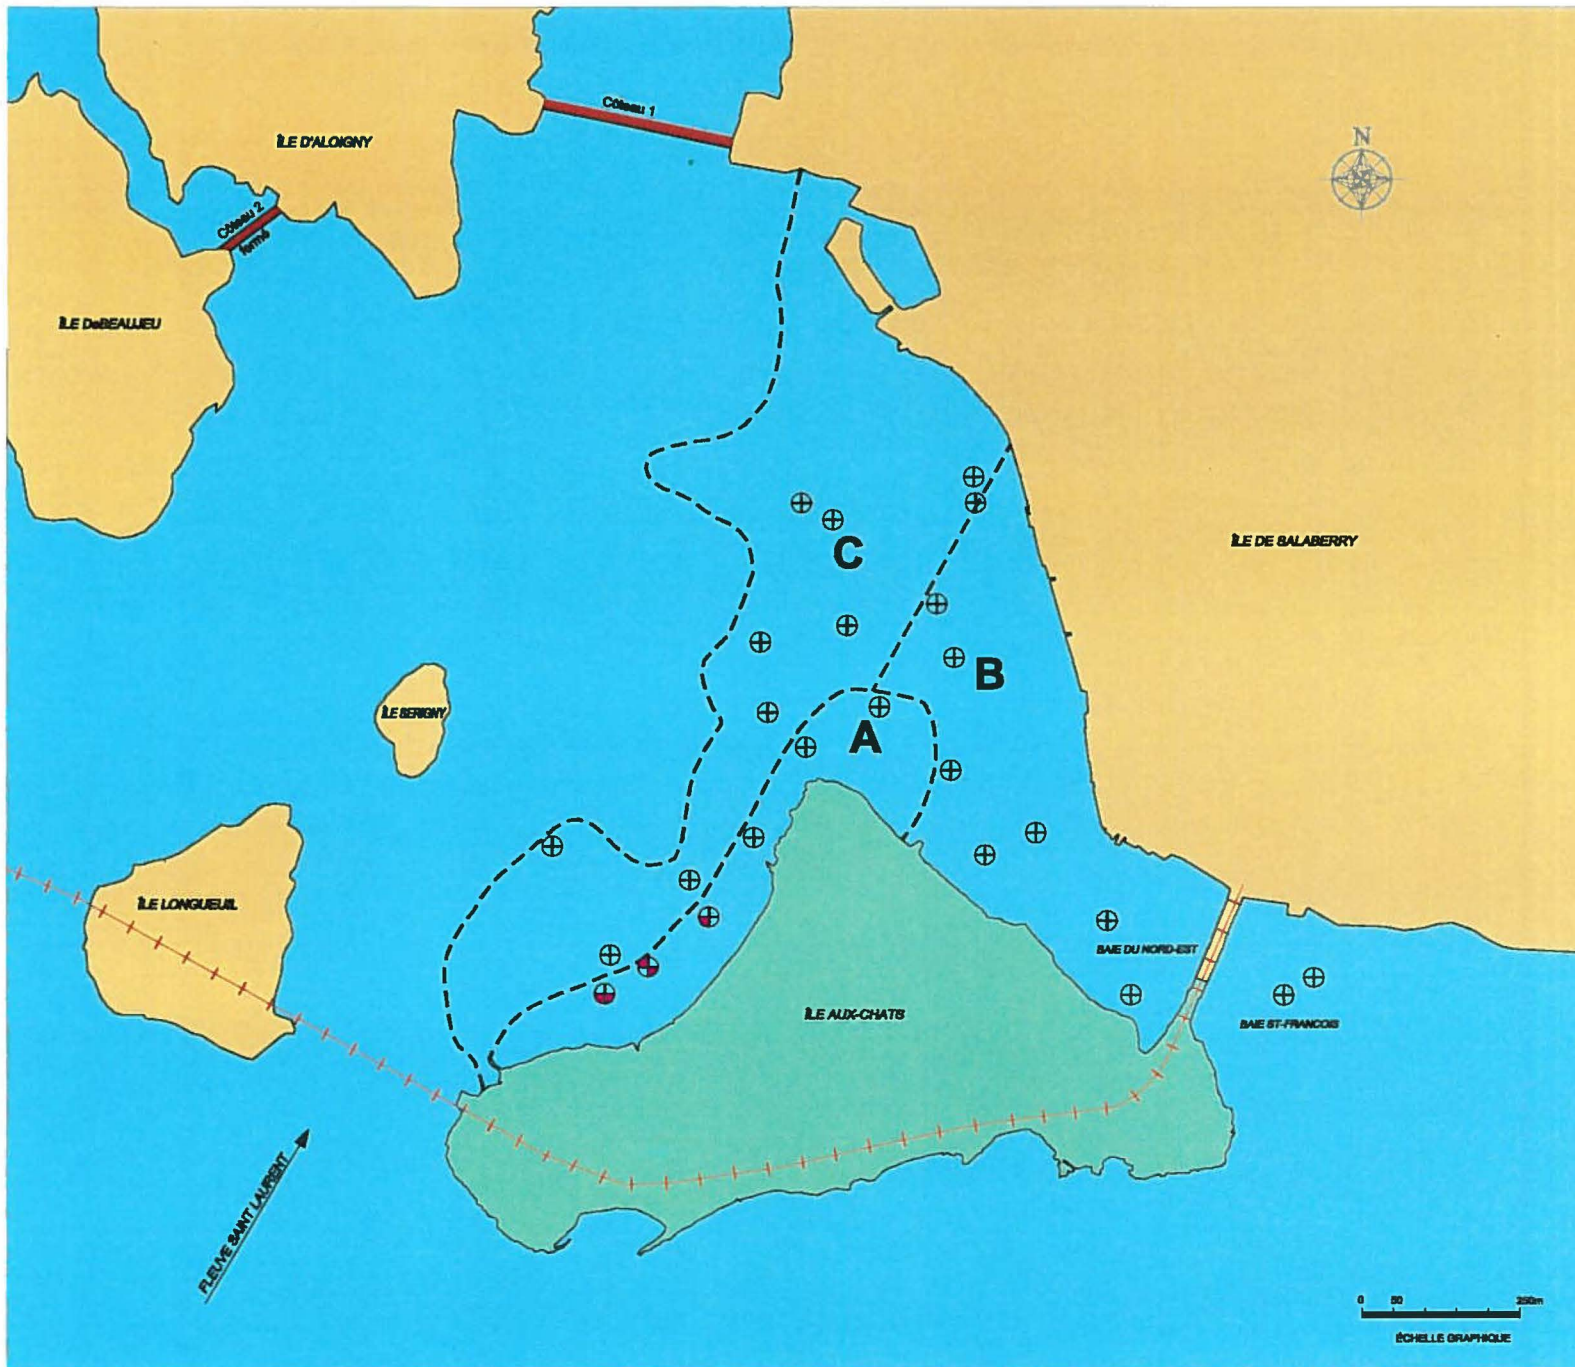 Côteau 1
N
ÎLE D'ALOIGNY
Côteau 2
fermé
ÎLE DeBEAUJEU
ÎLE DE SALABERRY
C
B
ÎLE SERIGNY
A
ÎLE LONGUEUIL
BAIE DU NORD-EST
ÎLE AUX-CHATS
BAIE ST-FRANCOIS
FLEUVE SAINT LAURENT
0 50 250m
ÉCHELLE GRAPHIQUE